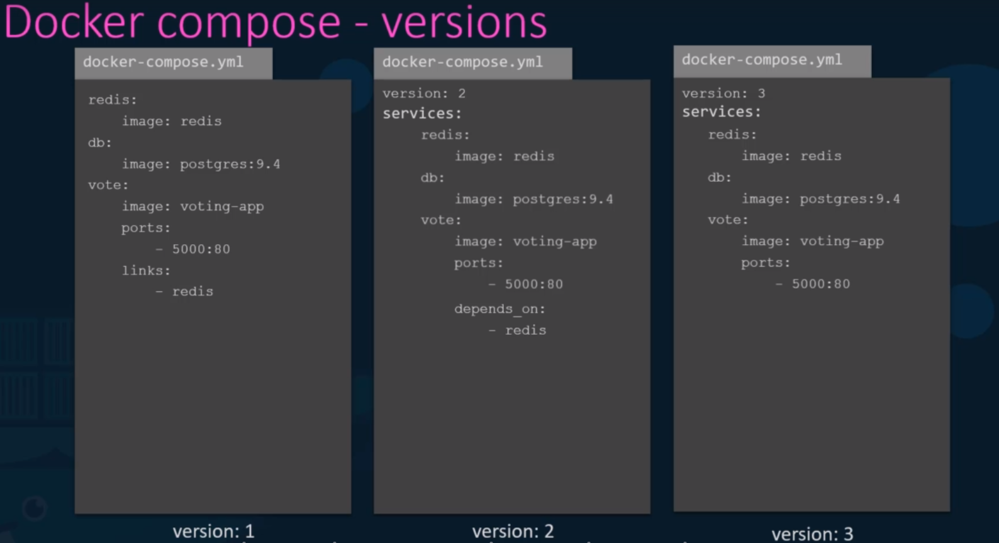 Docker compose - versions
docker-compose.yml
redis:
image: redis
db:
image: postgres:9.4
vote:
image: voting-app
ports:
- 5000:80
links:
- redis
version: 1
docker-compose.yml
version: 2
services:
redis:
image: redis
db:
image: postgres:9.4
vote:
image: voting-app
ports:
- 5000:80
depends_on:
- redis
version: 2
docker-compose.yml
version: 3
services:
redis:
image: redis
db:
image: postgres:9.4
vote:
image: voting-app
ports:
- 5000:80
version: 3